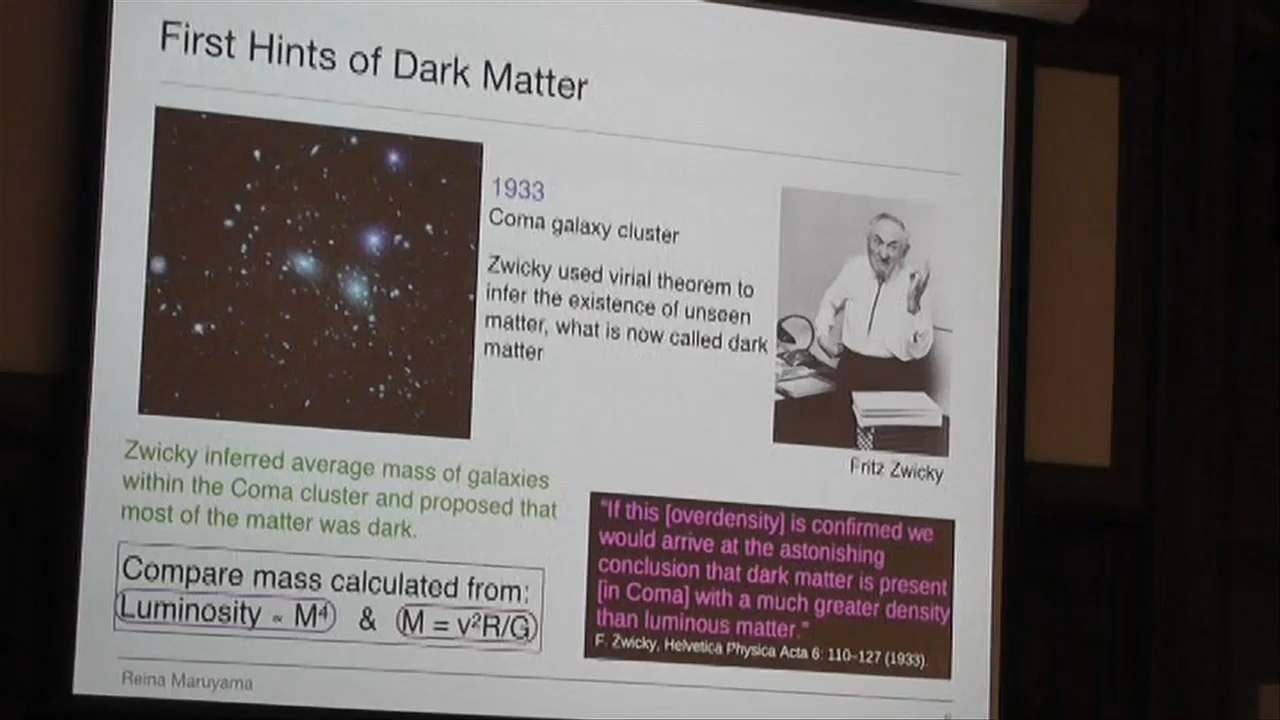 First Hints of Dark Matter
1933
Coma galaxy cluster
Zwicky used virial theorem to
infer the existence of unseen
matter, what is now called dark
matter
Fritz Zwicky
Zwicky inferred average mass of galaxies
within the Coma cluster and proposed that
most of the matter was dark.
Compare mass calculated from:
Luminosity ∝ M⁴ & M = v²R/G
"If this [overdensity] is confirmed we
would arrive at the astonishing
conclusion that dark matter is present
[in Coma] with a much greater density
than luminous matter."
F. Zwicky, Helvetica Physica Acta 6: 110–127 (1933).
Reina Maruyama